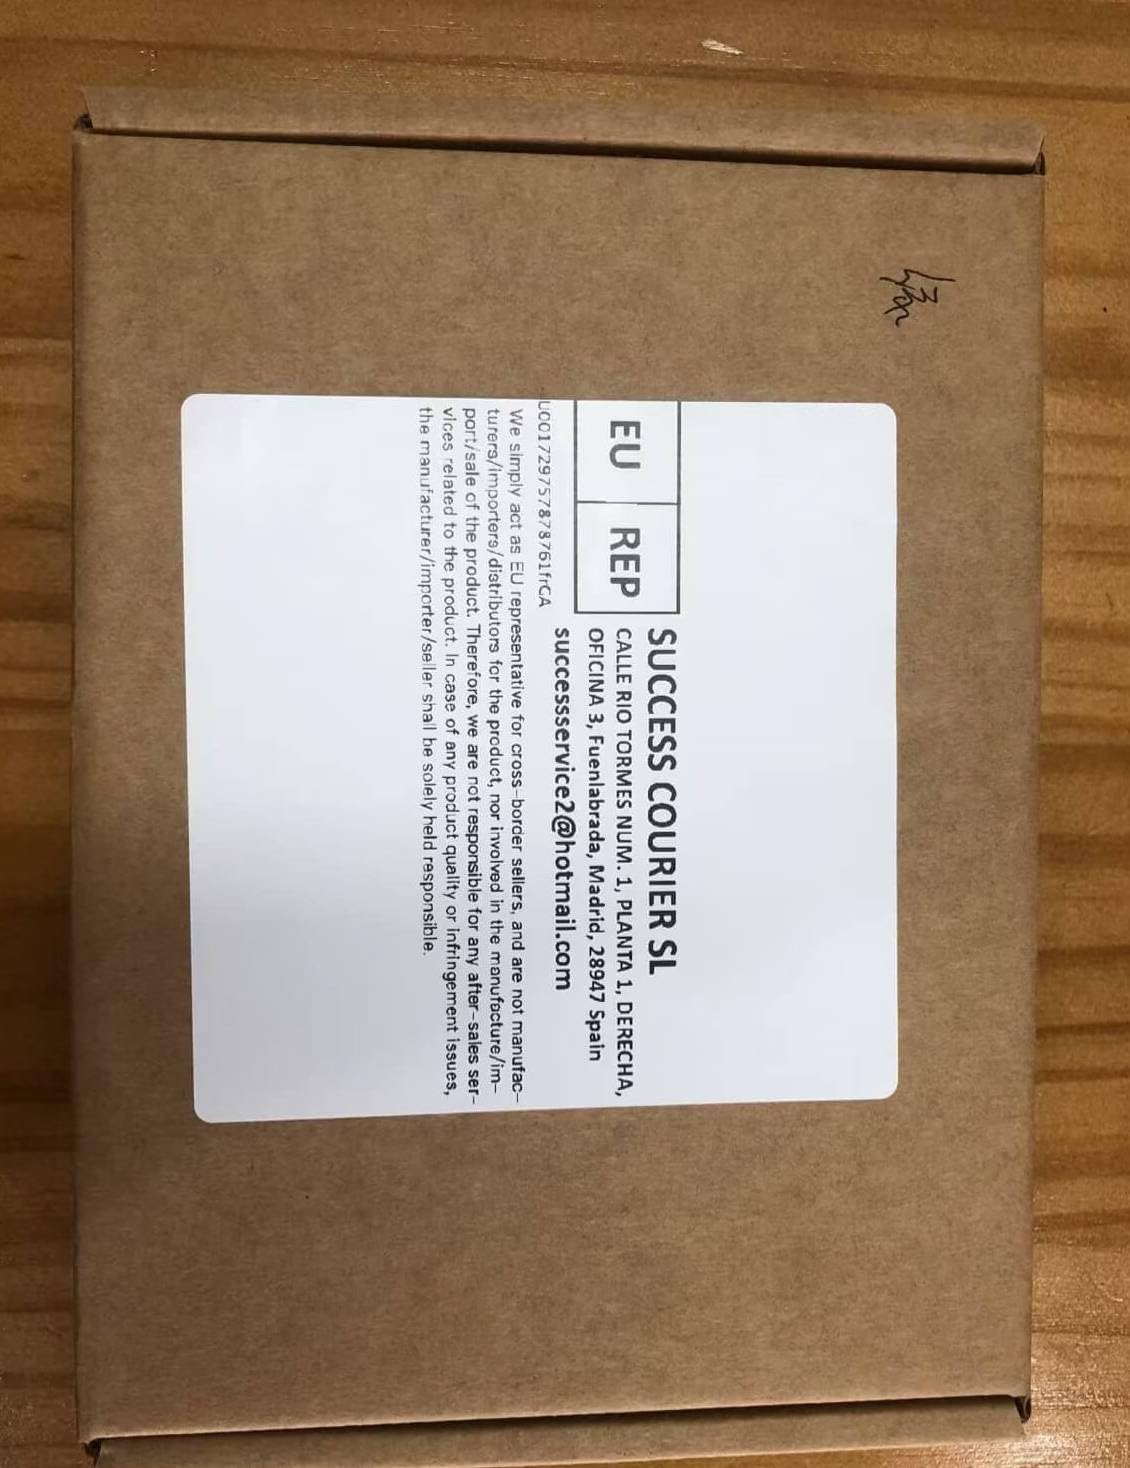 EU REP
SUCCESS COURIER SL
CALLE RIO TORMES NUM. 1, PLANTA 1, DERECHA,
OFICINA 3, Fuenlabrada, Madrid, 28947 Spain
successservice2@hotmail.com
U001729757878761frCA
We simply act as EU representative for cross-border sellers, and are not manufac-
turers/importers/distributors for the product, nor involved in the manufacture/im-
port/sale of the product. Therefore, we are not responsible for any after-sales ser-
vices related to the product. In case of any product quality or infringement issues,
the manufacturer/importer/seller shall be solely held responsible.